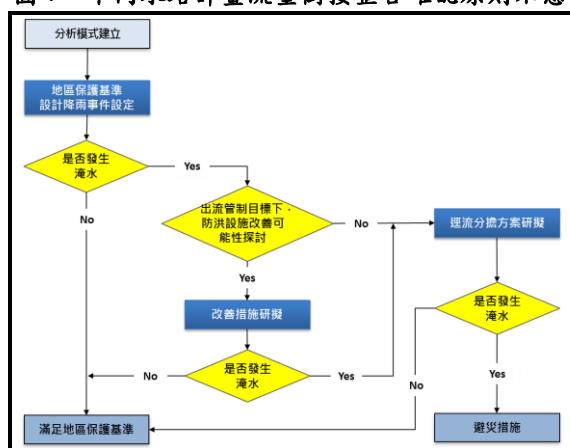 分析模式建立
地區保護基準
設計降雨事件設定
是否發生
淹水
Yes
No
出流管制目標下，
防洪設施改善可
能性探討
No
逕流分擔方案研擬
Yes
改善措施研擬
是否發生
淹水
No
Yes
是否發生
淹水
No
Yes
滿足地區保護基準
避災措施